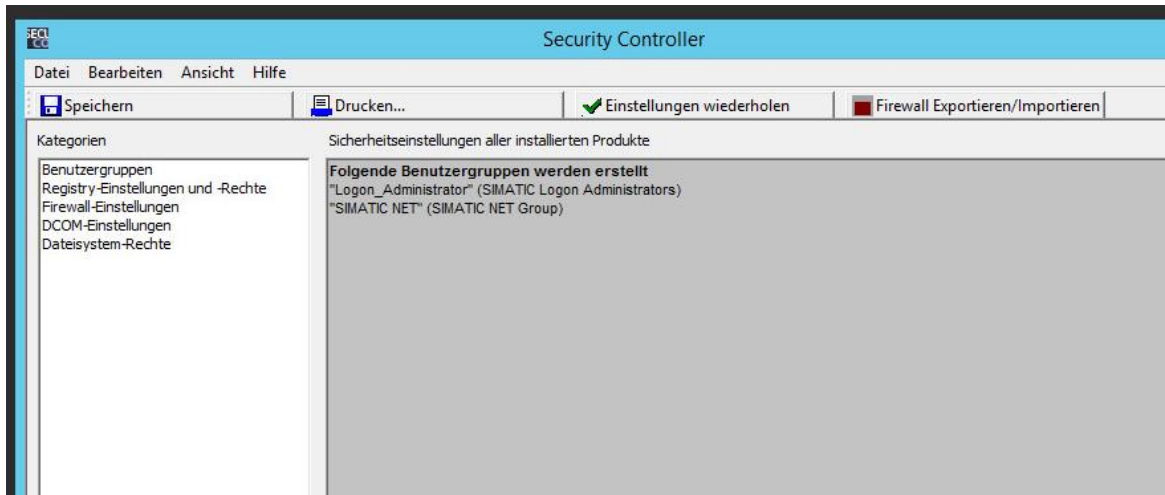 SECU
CO
Security Controller
Datei Bearbeiten Ansicht Hilfe
Speichern Drucken... Einstellungen wiederholen Firewall Exportieren/Importieren
Kategorien
Sicherheitseinstellungen aller installierten Produkte
Benutzergruppen
Registry-Einstellungen und -Rechte
Firewall-Einstellungen
DCOM-Einstellungen
Dateisystem-Rechte
Folgende Benutzergruppen werden erstellt
"Logon_Administrator" (SIMATIC Logon Administrators)
"SIMATIC NET" (SIMATIC NET Group)